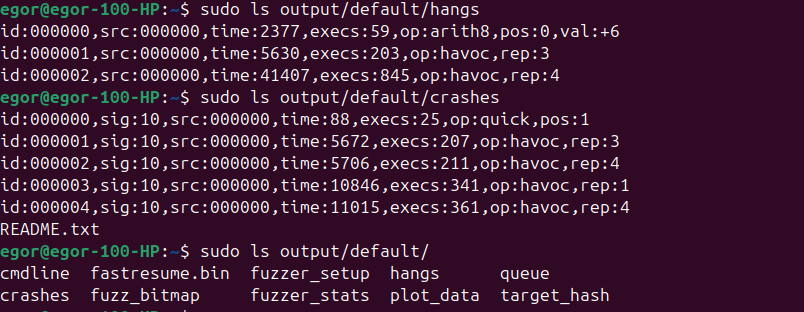 egor@egor-100-HP:~$ sudo ls output/default/hangs
id:000000,src:000000,time:2377,execs:59,op:arith8,pos:0,val:+6
id:000001,src:000000,time:5630,execs:203,op:havoc,rep:3
id:000002,src:000000,time:41407,execs:845,op:havoc,rep:4
egor@egor-100-HP:~$ sudo ls output/default/crashes
id:000000,sig:10,src:000000,time:88,execs:25,op:quick,pos:1
id:000001,sig:10,src:000000,time:5672,execs:207,op:havoc,rep:3
id:000002,sig:10,src:000000,time:5706,execs:211,op:havoc,rep:4
id:000003,sig:10,src:000000,time:10846,execs:341,op:havoc,rep:1
id:000004,sig:10,src:000000,time:11015,execs:361,op:havoc,rep:4
README.txt
egor@egor-100-HP:~$ sudo ls output/default/
cmdline  fastresume.bin  fuzzer_setup  hangs      queue
crashes  fuzz_bitmap     fuzzer_stats  plot_data  target_hash